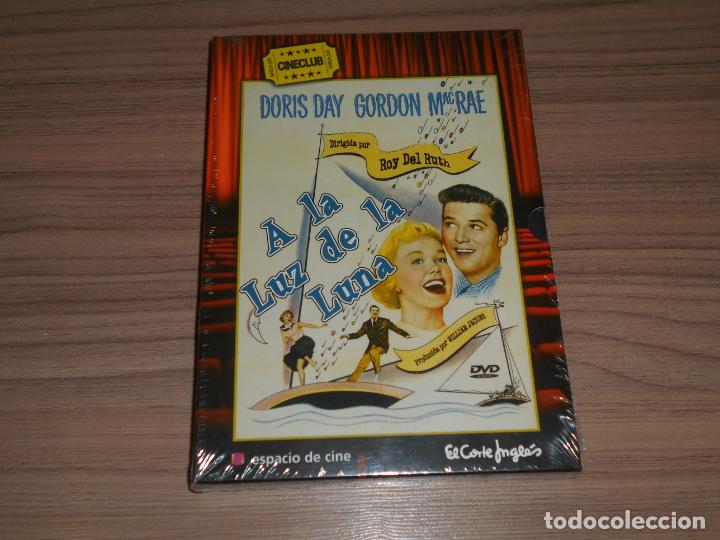 CINECLUB
DORIS DAY GORDON MacRAE
Dirigida por
Roy Del Ruth
A la
Luz de la
Luna
Producida por WILLIAM JACOBS
DVD
espacio de cine
El Corte Inglés
todocoleccion.net